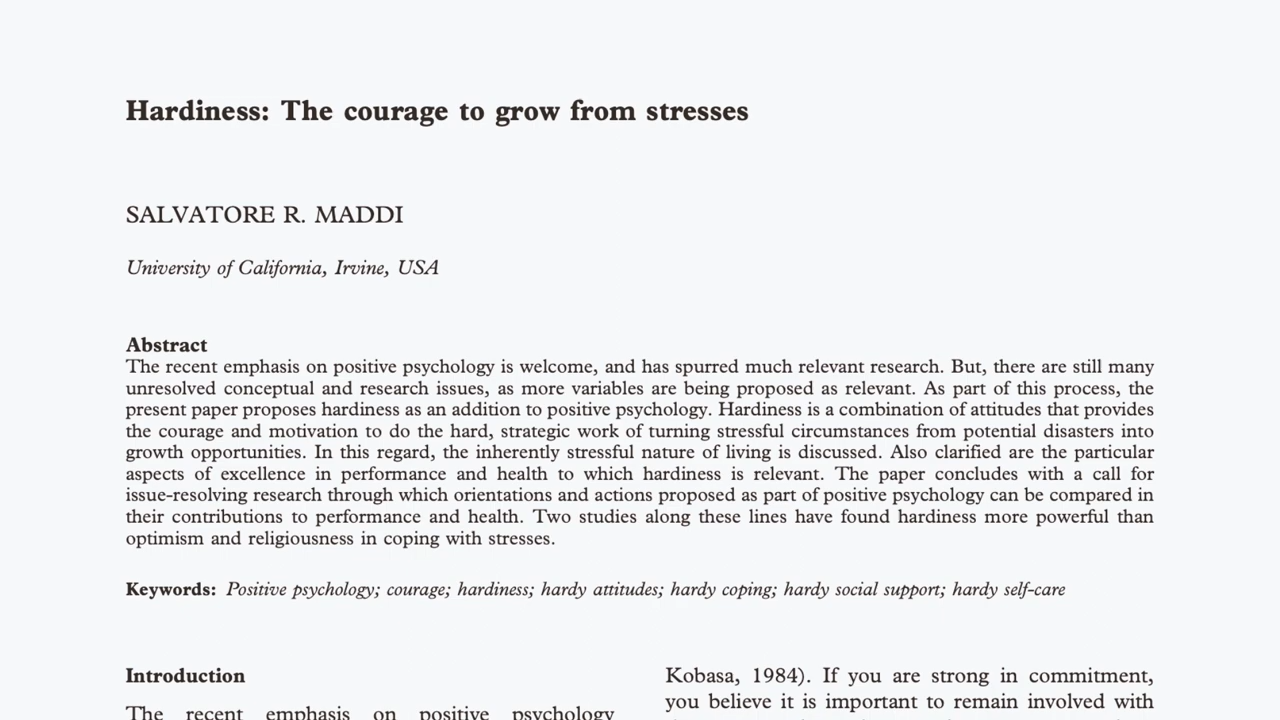 Hardiness: The courage to grow from stresses
SALVATORE R. MADDI
University of California, Irvine, USA
Abstract
The recent emphasis on positive psychology is welcome, and has spurred much relevant research. But, there are still many
unresolved conceptual and research issues, as more variables are being proposed as relevant. As part of this process, the
present paper proposes hardiness as an addition to positive psychology. Hardiness is a combination of attitudes that provides
the courage and motivation to do the hard, strategic work of turning stressful circumstances from potential disasters into
growth opportunities. In this regard, the inherently stressful nature of living is discussed. Also clarified are the particular
aspects of excellence in performance and health to which hardiness is relevant. The paper concludes with a call for
issue-resolving research through which orientations and actions proposed as part of positive psychology can be compared in
their contributions to performance and health. Two studies along these lines have found hardiness more powerful than
optimism and religiousness in coping with stresses.
Keywords: Positive psychology; courage; hardiness; hardy attitudes; hardy coping; hardy social support; hardy self-care
Introduction
The recent emphasis on positive psychology
Kobasa, 1984). If you are strong in commitment,
you believe it is important to remain involved with